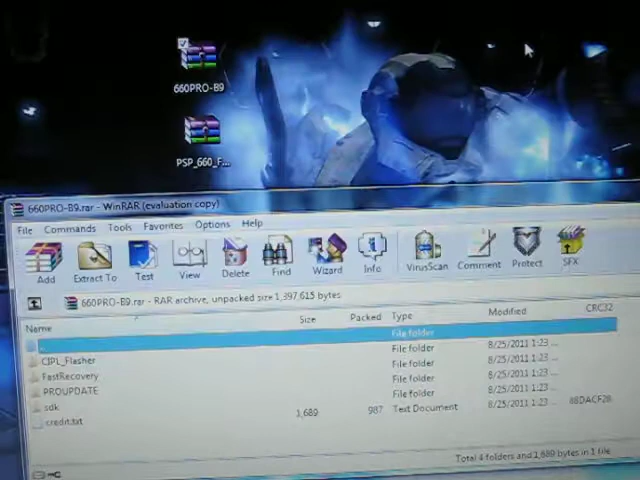 660PRO-B9
PSP_660_F...
660PRO-B9.rar - WinRAR (evaluation copy)
File Commands Tools Favorites Options Help
Add Extract To Test View Delete Find Wizard Info VirusScan Comment Protect SFX
660PRO-B9.rar - RAR archive, unpacked size 1,397,615 bytes
Name Size Packed Type Modified CRC32
.. File folder
CIPL_Flasher File folder 8/25/2011 1:23 ...
FastRecovery File folder 8/25/2011 1:23 ...
PROUPDATE File folder 8/25/2011 1:23 ...
sdk File folder 8/25/2011 1:23 ...
credit.txt 1,689 987 Text Document 8/25/2011 1:23 ... 88DACF28
Total 4 folders and 1,689 bytes in 1 file